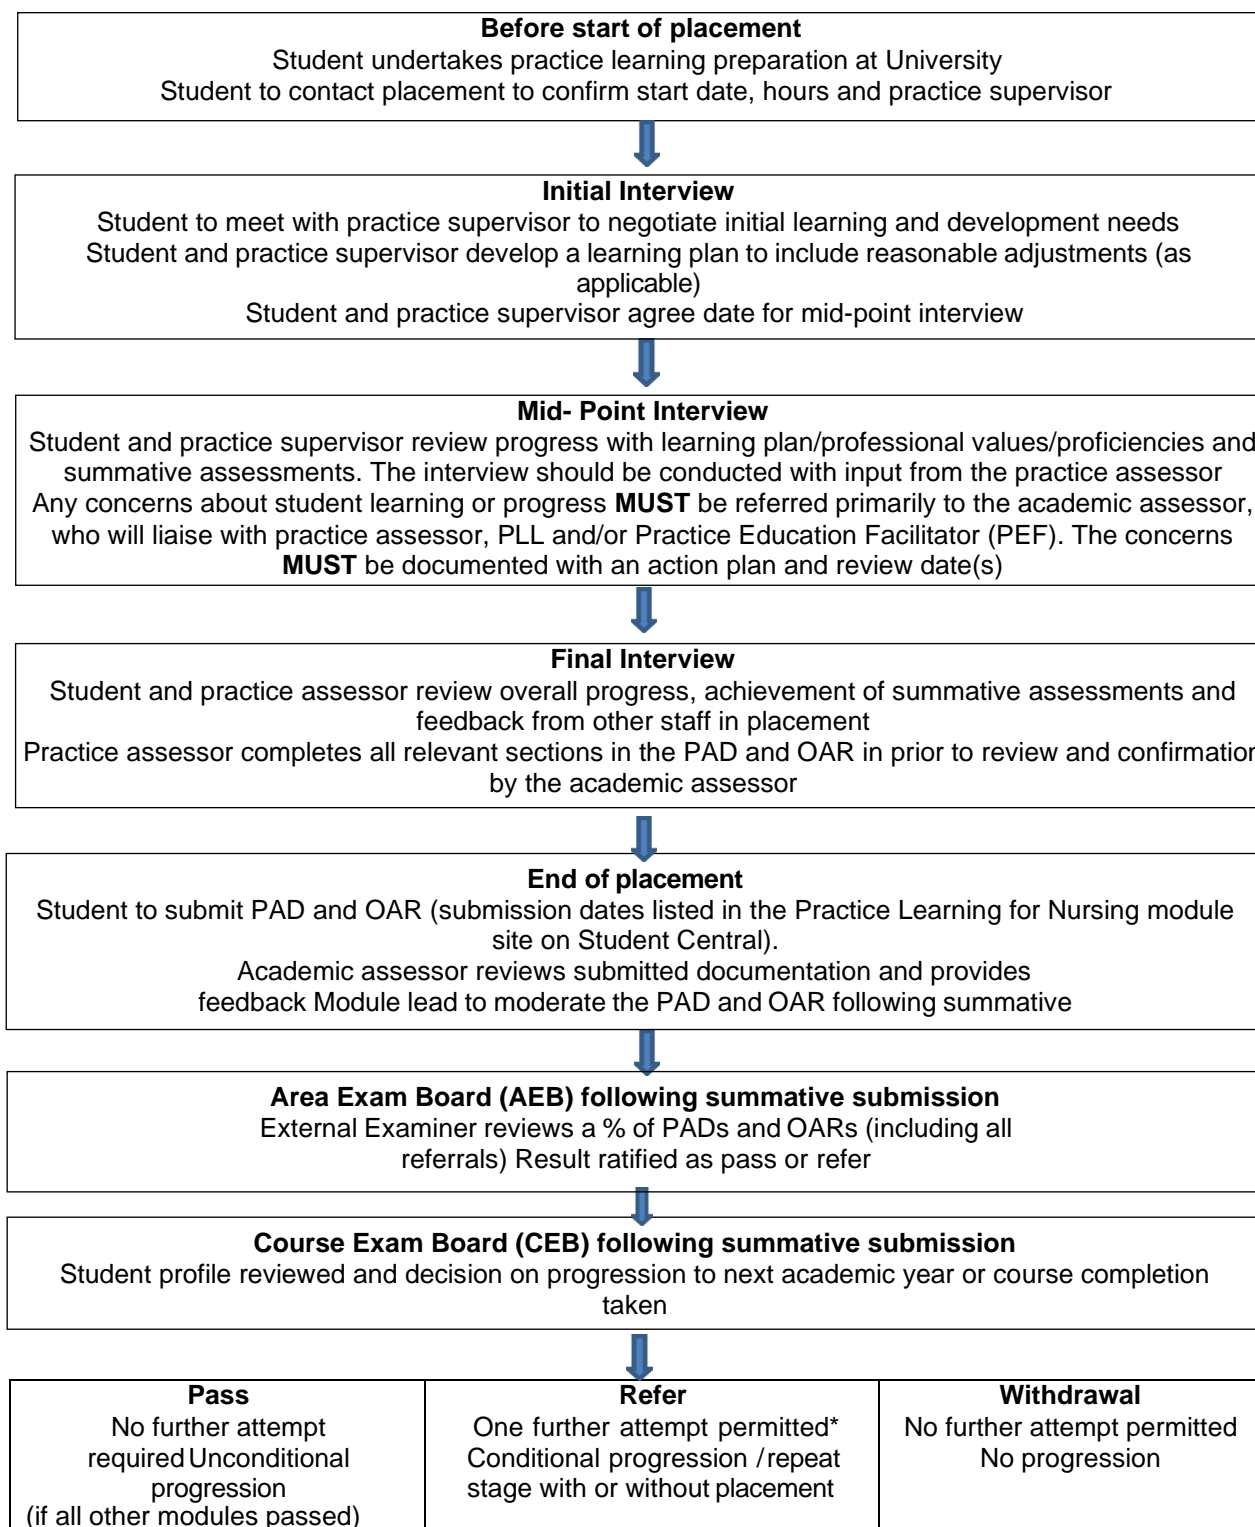 Before start of placement
Student undertakes practice learning preparation at University
Student to contact placement to confirm start date, hours and practice supervisor
Initial Interview
Student to meet with practice supervisor to negotiate initial learning and development needs
Student and practice supervisor develop a learning plan to include reasonable adjustments (as
applicable)
Student and practice supervisor agree date for mid-point interview
Mid- Point Interview
Student and practice supervisor review progress with learning plan/professional values/proficiencies and
summative assessments. The interview should be conducted with input from the practice assessor
Any concerns about student learning or progress MUST be referred primarily to the academic assessor,
who will liaise with practice assessor, PLL and/or Practice Education Facilitator (PEF). The concerns
MUST be documented with an action plan and review date(s)
Final Interview
Student and practice assessor review overall progress, achievement of summative assessments and
feedback from other staff in placement
Practice assessor completes all relevant sections in the PAD and OAR in prior to review and confirmation
by the academic assessor
End of placement
Student to submit PAD and OAR (submission dates listed in the Practice Learning for Nursing module
site on Student Central).
Academic assessor reviews submitted documentation and provides
feedback Module lead to moderate the PAD and OAR following summative
Area Exam Board (AEB) following summative submission
External Examiner reviews a % of PADs and OARs (including all
referrals) Result ratified as pass or refer
Course Exam Board (CEB) following summative submission
Student profile reviewed and decision on progression to next academic year or course completion
taken
Pass
No further attempt
required Unconditional
progression
(if all other modules passed)
Refer
One further attempt permitted*
Conditional progression /repeat
stage with or without placement
Withdrawal
No further attempt permitted
No progression